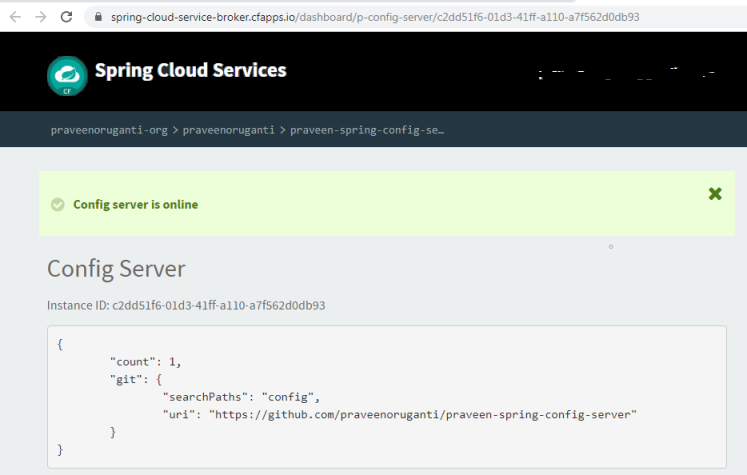 spring-cloud-service-broker.cfapps.io/dashboard/p-config-server/c2dd51f6-01d3-41ff-a110-a7f562d0db93
Spring Cloud Services
CF
praveenoruganti-org > praveenoruganti > praveen-spring-config-se…
Config server is online
Config Server
Instance ID: c2dd51f6-01d3-41ff-a110-a7f562d0db93
{
"count": 1,
"git": {
"searchPaths": "config",
"uri": "https://github.com/praveenoruganti/praveen-spring-config-server"
}
}